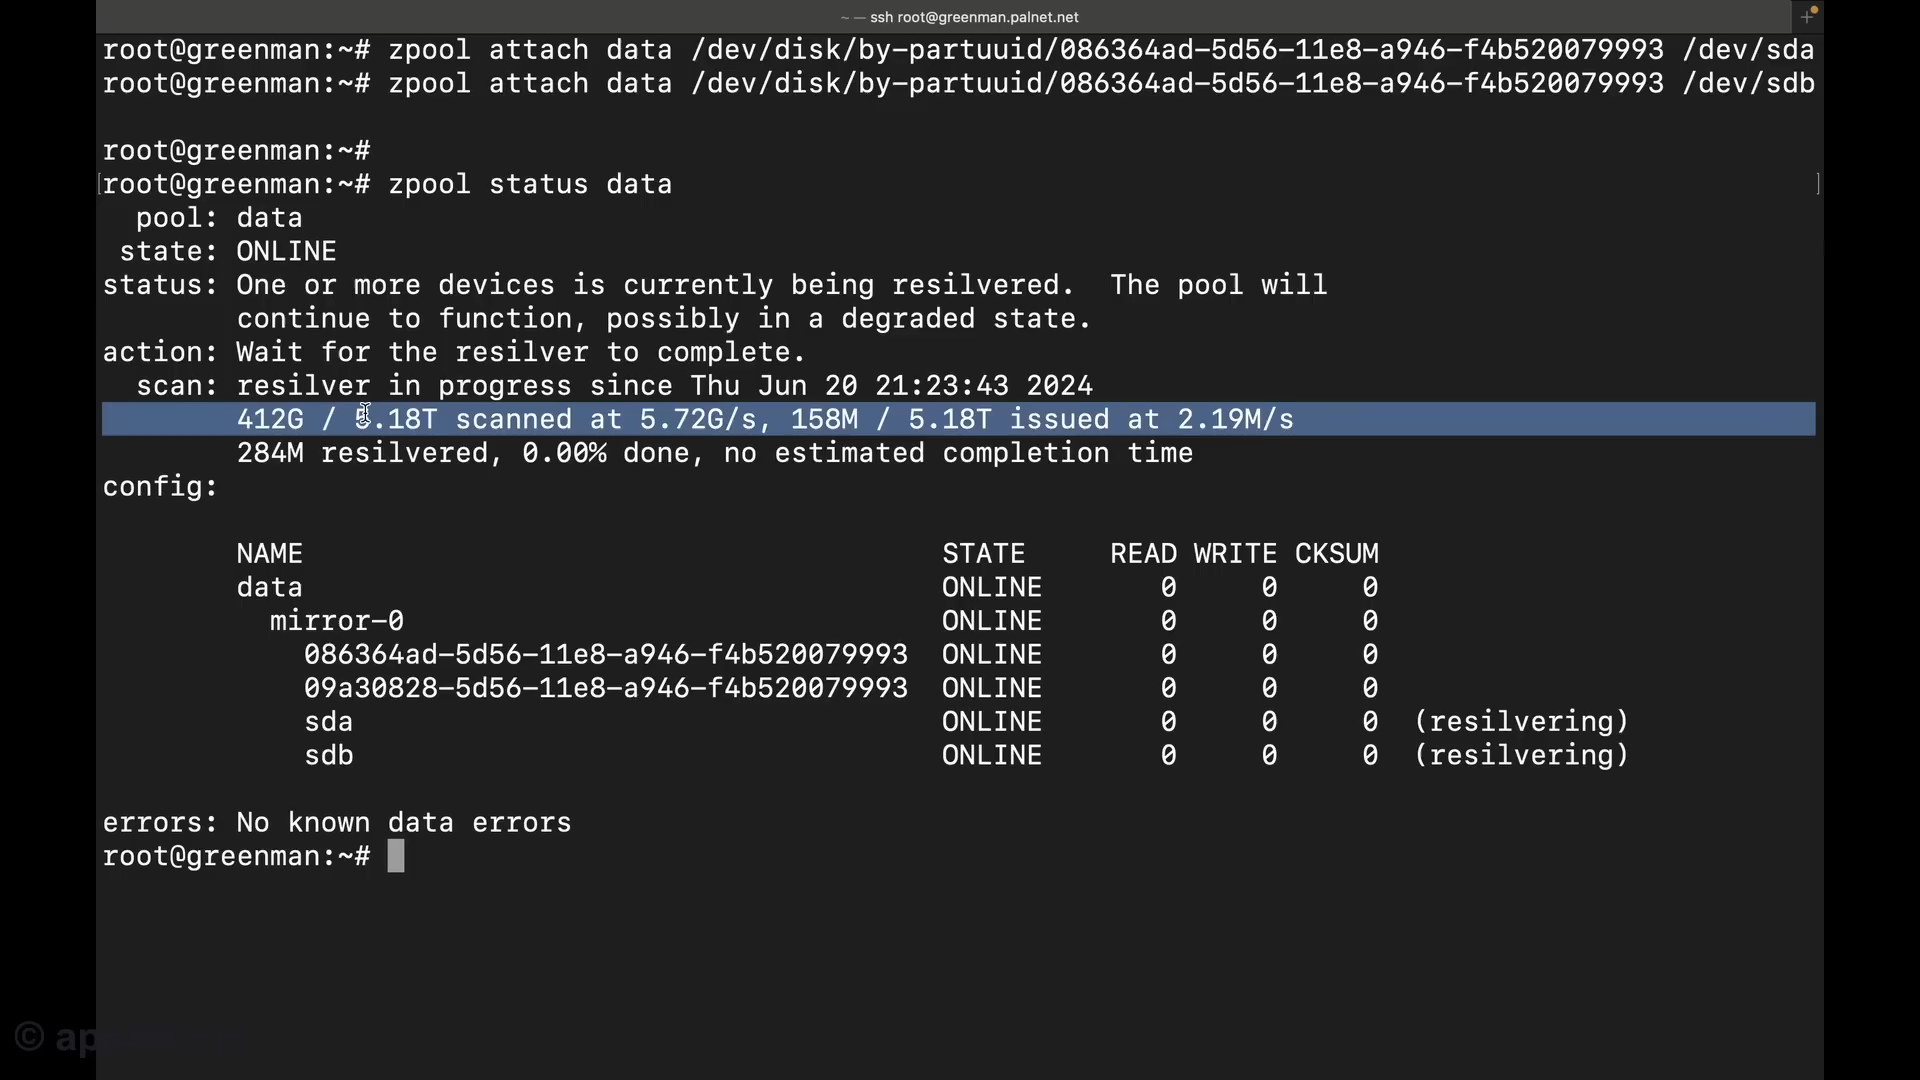 ~ — ssh root@greenman.palnet.net
root@greenman:~# zpool attach data /dev/disk/by-partuuid/086364ad-5d56-11e8-a946-f4b520079993 /dev/sda
root@greenman:~# zpool attach data /dev/disk/by-partuuid/086364ad-5d56-11e8-a946-f4b520079993 /dev/sdb
root@greenman:~#
[root@greenman:~# zpool status data ]
pool: data
state: ONLINE
status: One or more devices is currently being resilvered. The pool will
continue to function, possibly in a degraded state.
action: Wait for the resilver to complete.
scan: resilver in progress since Thu Jun 20 21:23:43 2024
412G / 5.18T scanned at 5.72G/s, 158M / 5.18T issued at 2.19M/s
284M resilvered, 0.00% done, no estimated completion time
config:
NAME STATE READ WRITE CKSUM
data ONLINE 0 0 0
mirror-0 ONLINE 0 0 0
086364ad-5d56-11e8-a946-f4b520079993 ONLINE 0 0 0
09a30828-5d56-11e8-a946-f4b520079993 ONLINE 0 0 0
sda ONLINE 0 0 0 (resilvering)
sdb ONLINE 0 0 0 (resilvering)
errors: No known data errors
root@greenman:~#
©